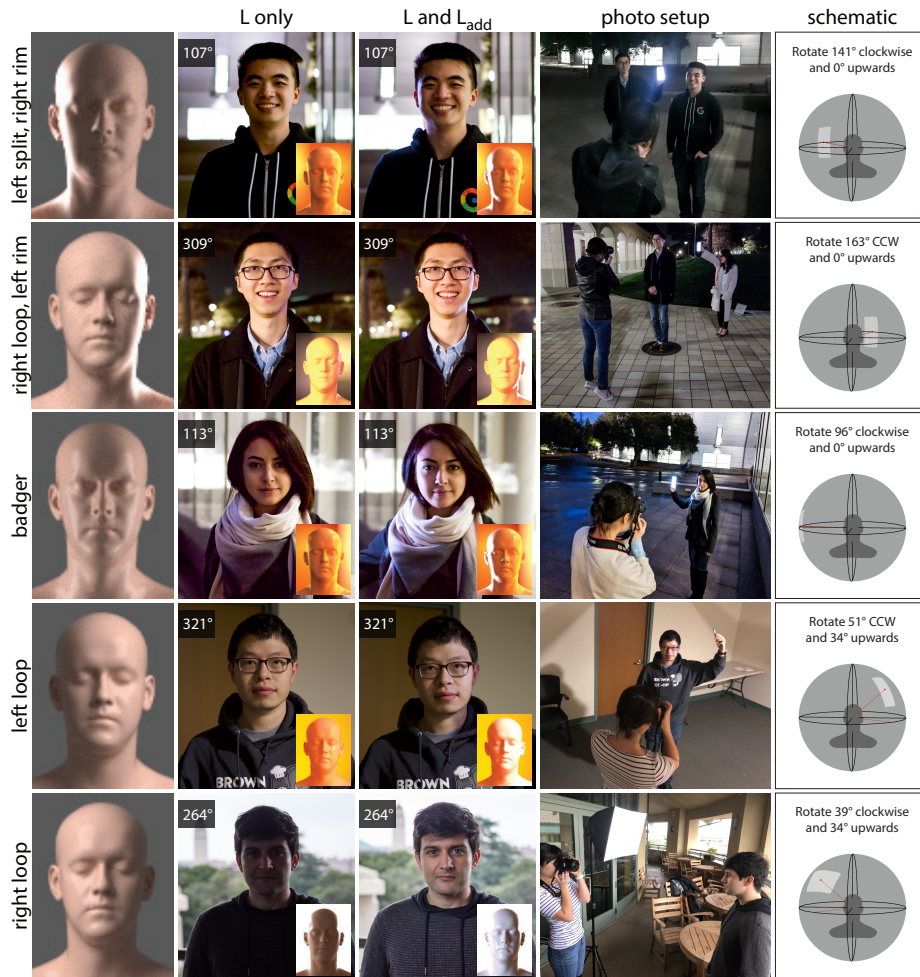 L only
L and Ladd
photo setup
schematic
left split, right rim
107°
107°
G
Rotate 141° clockwise
and 0° upwards
right loop, left rim
309°
309°
Rotate 163° CCW
and 0° upwards
badger
113°
113°
Rotate 96° clockwise
and 0° upwards
left loop
321°
BROWN
321°
BROWN
BROWN
Rotate 51° CCW
and 34° upwards
right loop
264°
264°
Rotate 39° clockwise
and 34° upwards